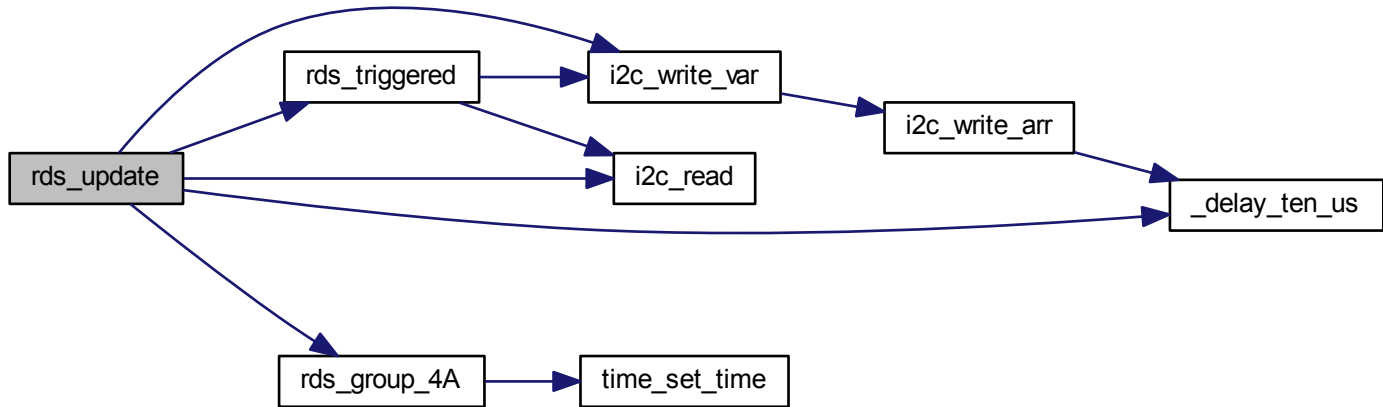 rds_update
rds_triggered
i2c_write_var
i2c_write_arr
i2c_read
_delay_ten_us
rds_group_4A
time_set_time